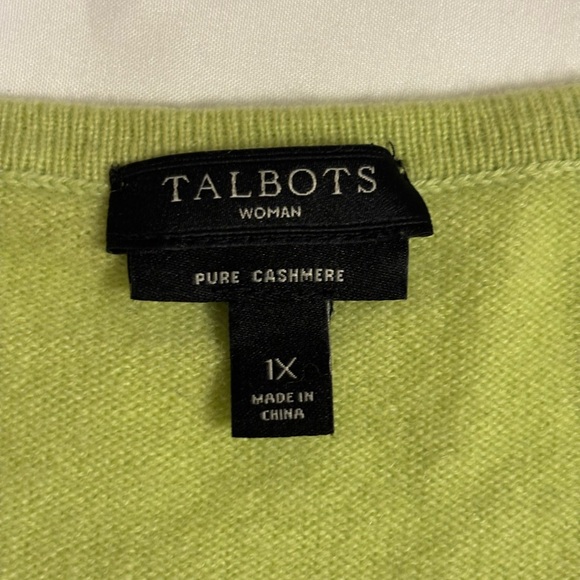 TALBOTS
WOMAN
PURE CASHMERE
1X
MADE IN
CHINA